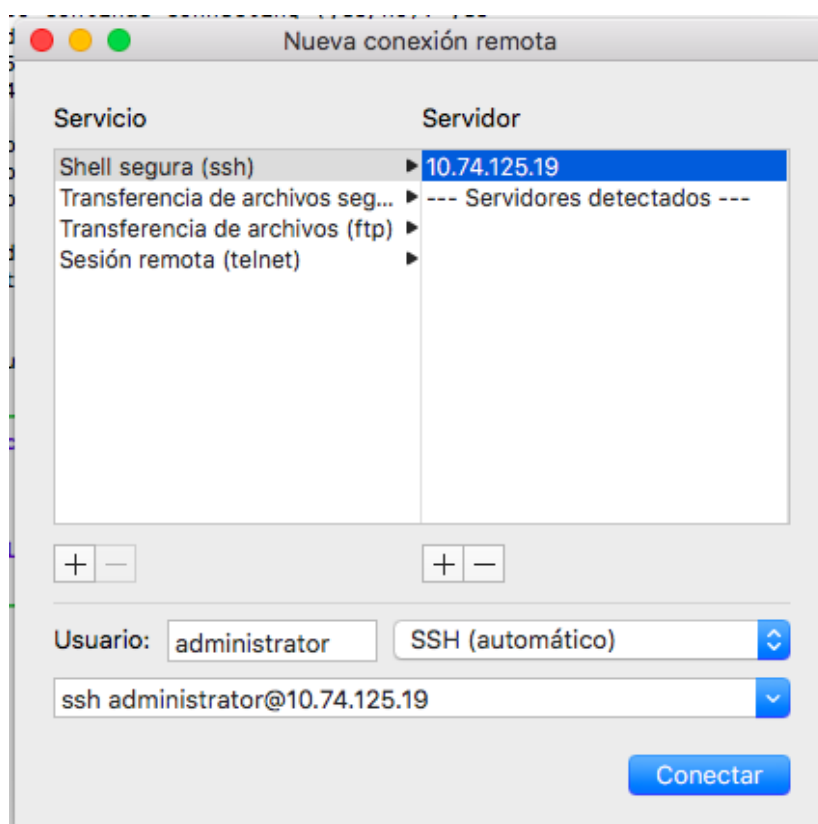 Nueva conexión remota
Servicio
Servidor
Shell segura (ssh)
10.74.125.19
Transferencia de archivos seg...
--- Servidores detectados ---
Transferencia de archivos (ftp)
Sesión remota (telnet)
Usuario:
administrator
SSH (automático)
ssh administrator@10.74.125.19
Conectar